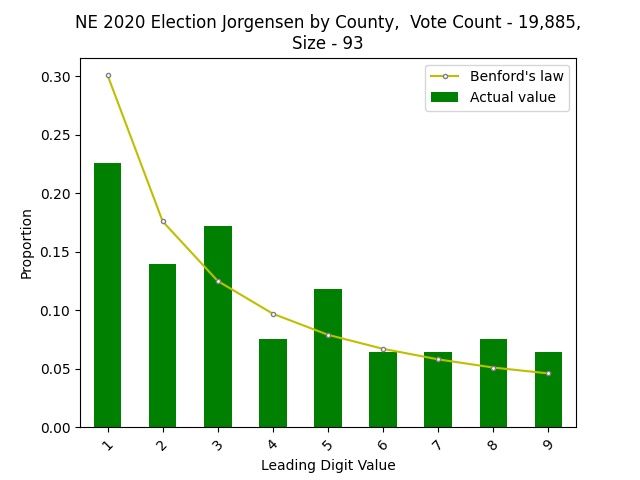 NE 2020 Election Jorgensen by County,  Vote Count - 19,885,
Size - 93
Benford's law
Actual value
0.30
0.25
0.20
0.15
0.10
0.05
0.00
Proportion
1 2 3 4 5 6 7 8 9
Leading Digit Value